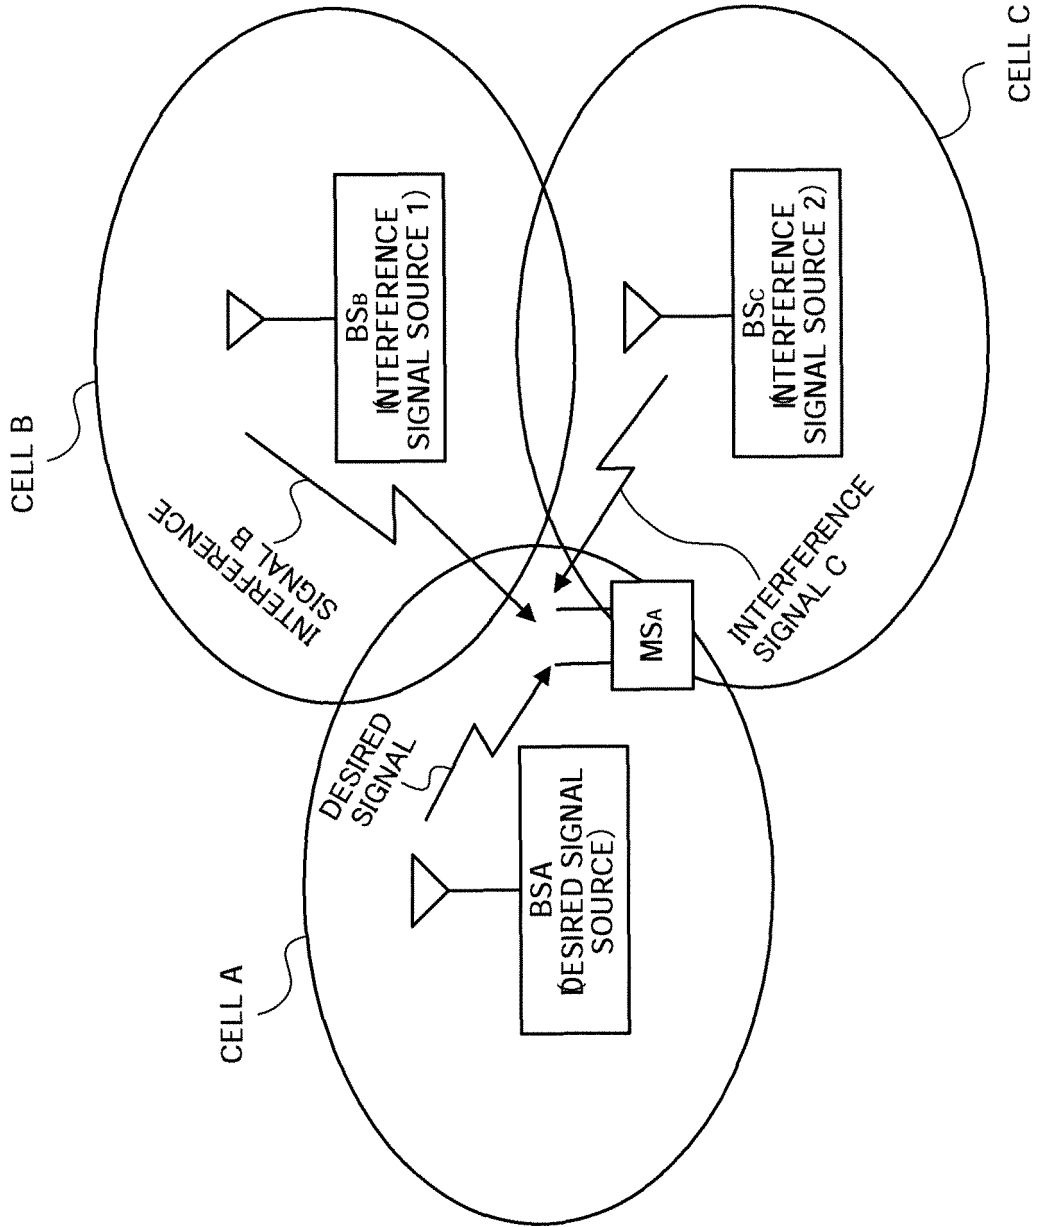 CELL B
CELL C
INTERFERENCE
SIGNAL B
BSB
(INTERFERENCE
SIGNAL SOURCE 1)
BSC
(INTERFERENCE
SIGNAL SOURCE 2)
CELL A
DESIRED
SIGNAL
MSA
INTERFERENCE
SIGNAL C
BSA
(DESIRED SIGNAL
SOURCE)